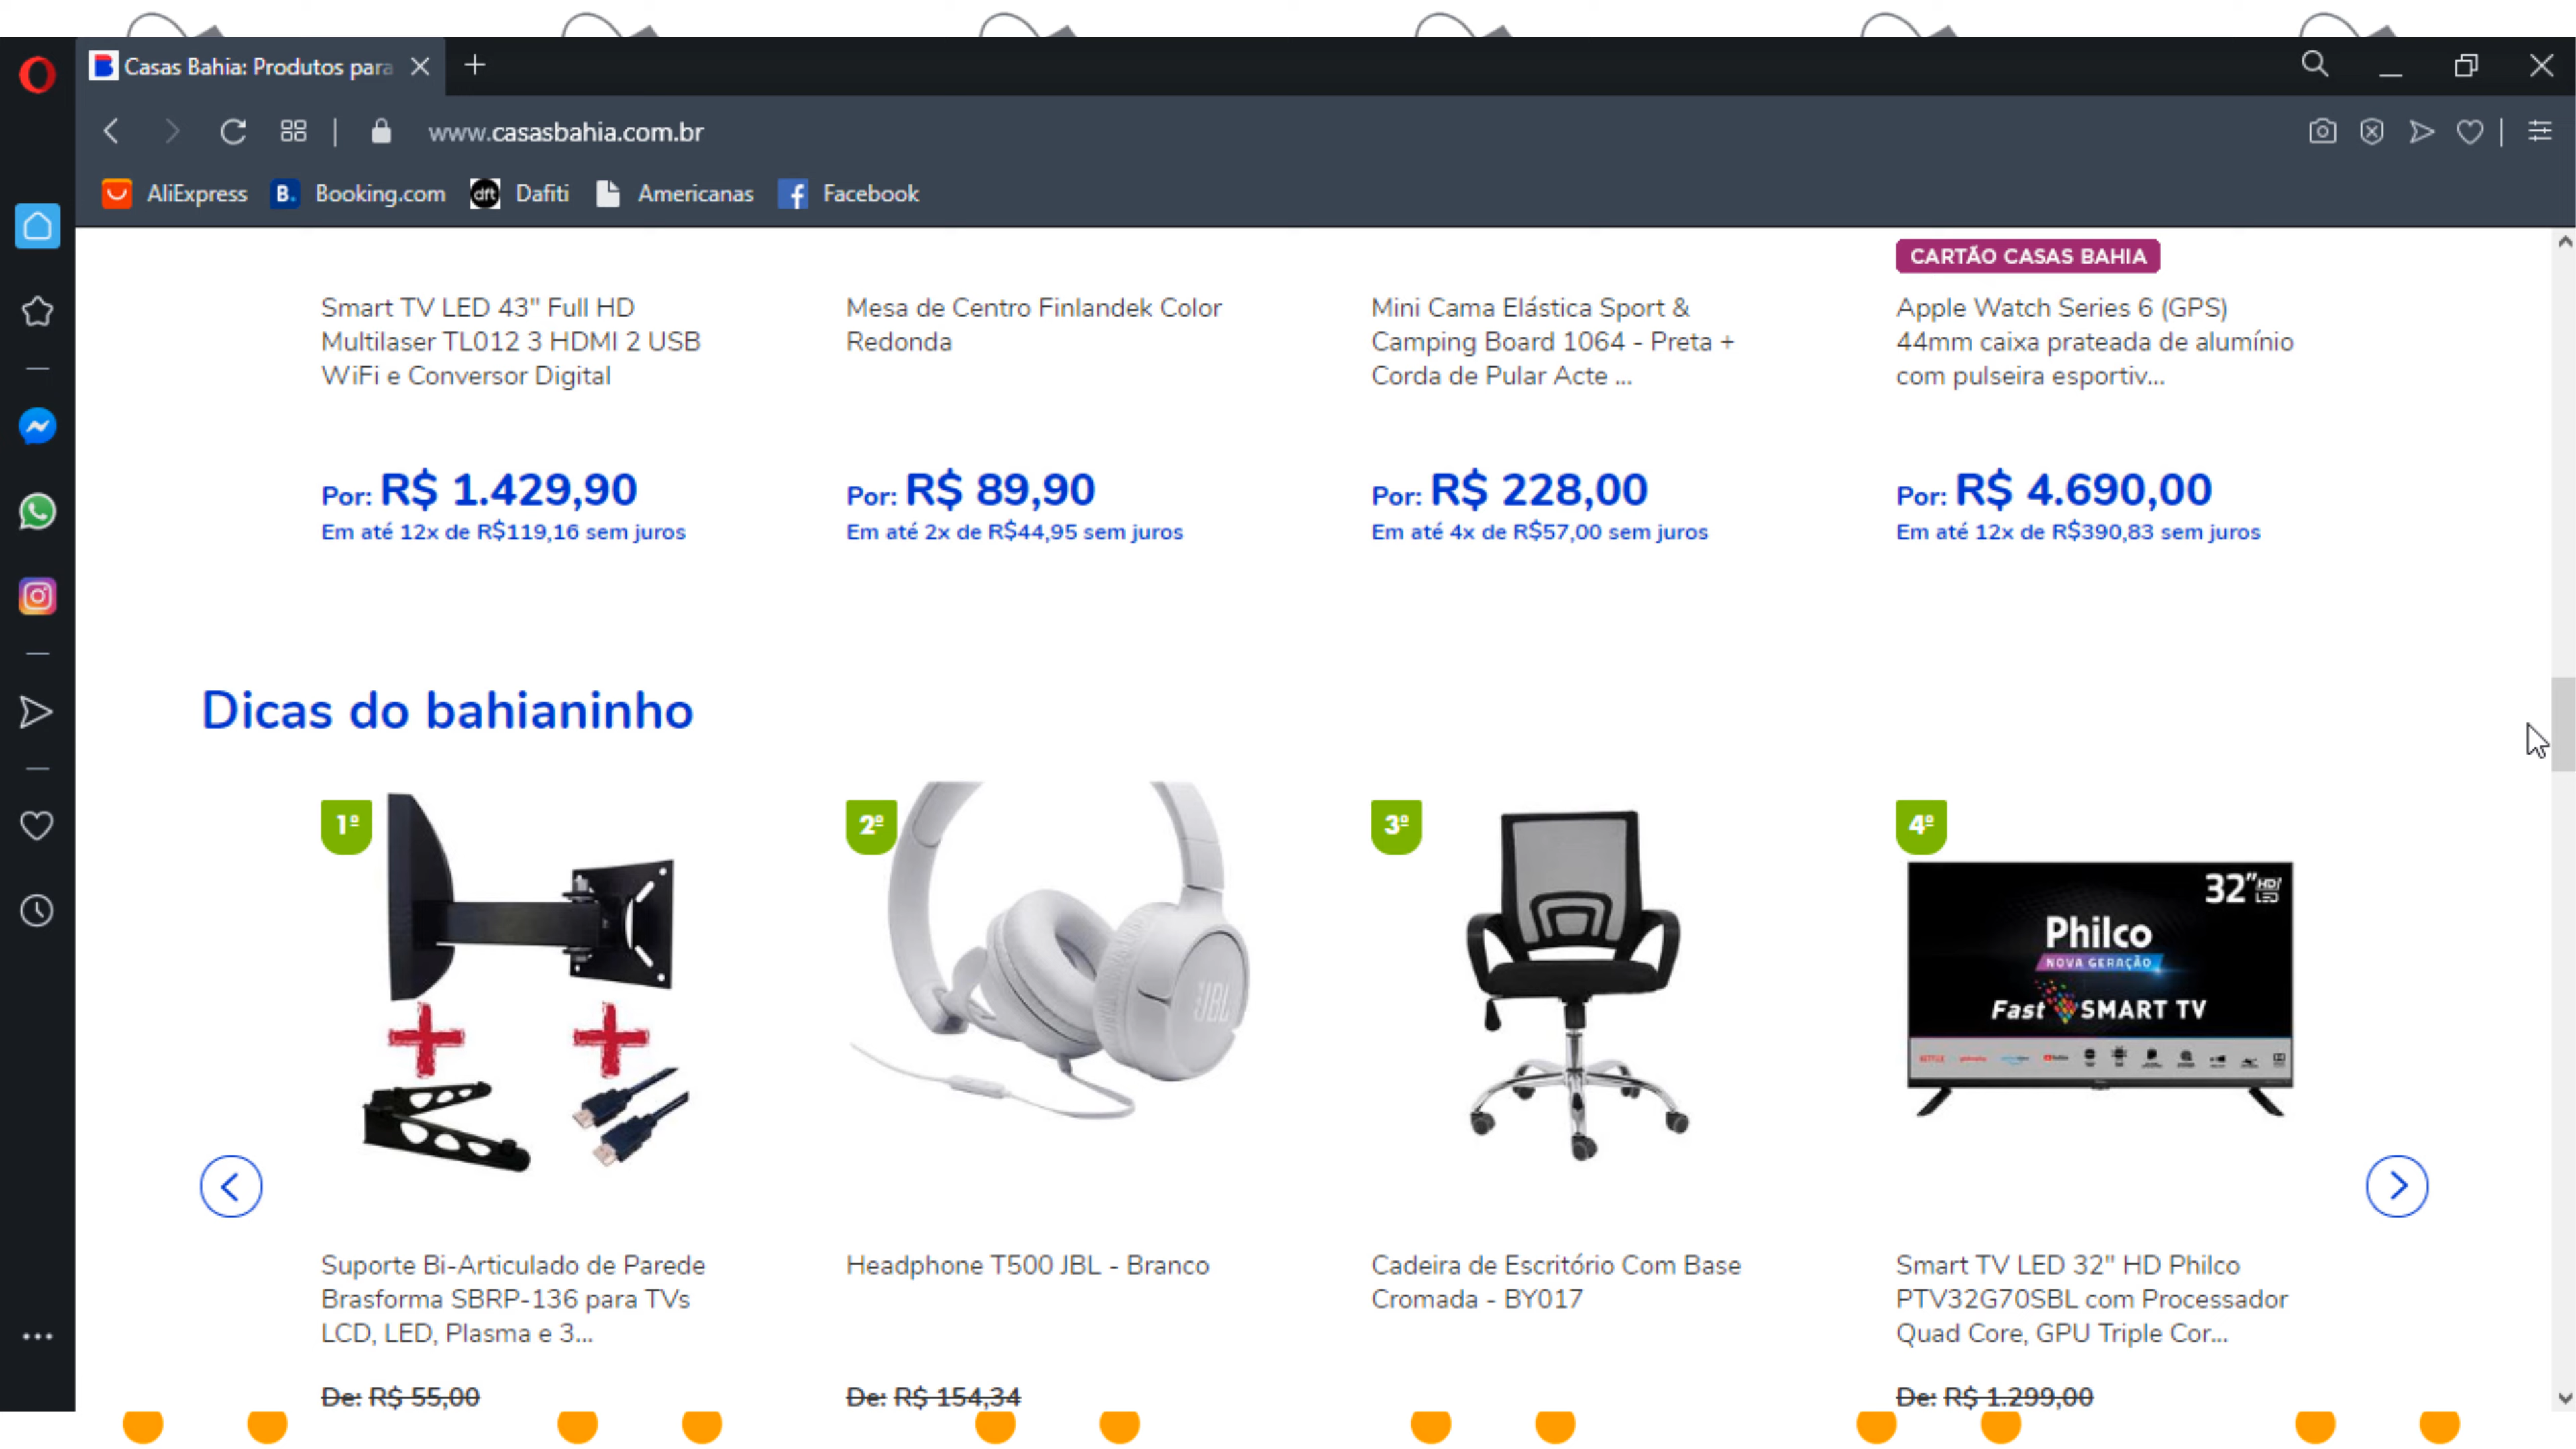 Casas Bahia: Produtos para
www.casasbahia.com.br
AliExpress
B. Booking.com
dft Dafiti
Americanas
Facebook
CARTÃO CASAS BAHIA
Smart TV LED 43" Full HD
Multilaser TL012 3 HDMI 2 USB
WiFi e Conversor Digital
Por: R$ 1.429,90
Em até 12x de R$119,16 sem juros
Mesa de Centro Finlandek Color
Redonda
Por: R$ 89,90
Em até 2x de R$44,95 sem juros
Mini Cama Elástica Sport &
Camping Board 1064 - Preta +
Corda de Pular Acte ...
Por: R$ 228,00
Em até 4x de R$57,00 sem juros
Apple Watch Series 6 (GPS)
44mm caixa prateada de alumínio
com pulseira esportiv...
Por: R$ 4.690,00
Em até 12x de R$390,83 sem juros
Dicas do bahianinho
1º
Suporte Bi-Articulado de Parede
Brasforma SBRP-136 para TVs
LCD, LED, Plasma e 3...
De: R$ 55,00
2º
JBL
Headphone T500 JBL - Branco
De: R$ 154,34
3º
Cadeira de Escritório Com Base
Cromada - BY017
4º
32" HD LED
Philco
NOVA GERAÇÃO
Fast SMART TV
NETFLIX
Smart TV LED 32" HD Philco
PTV32G70SBL com Processador
Quad Core, GPU Triple Cor...
De: R$ 1.299,00